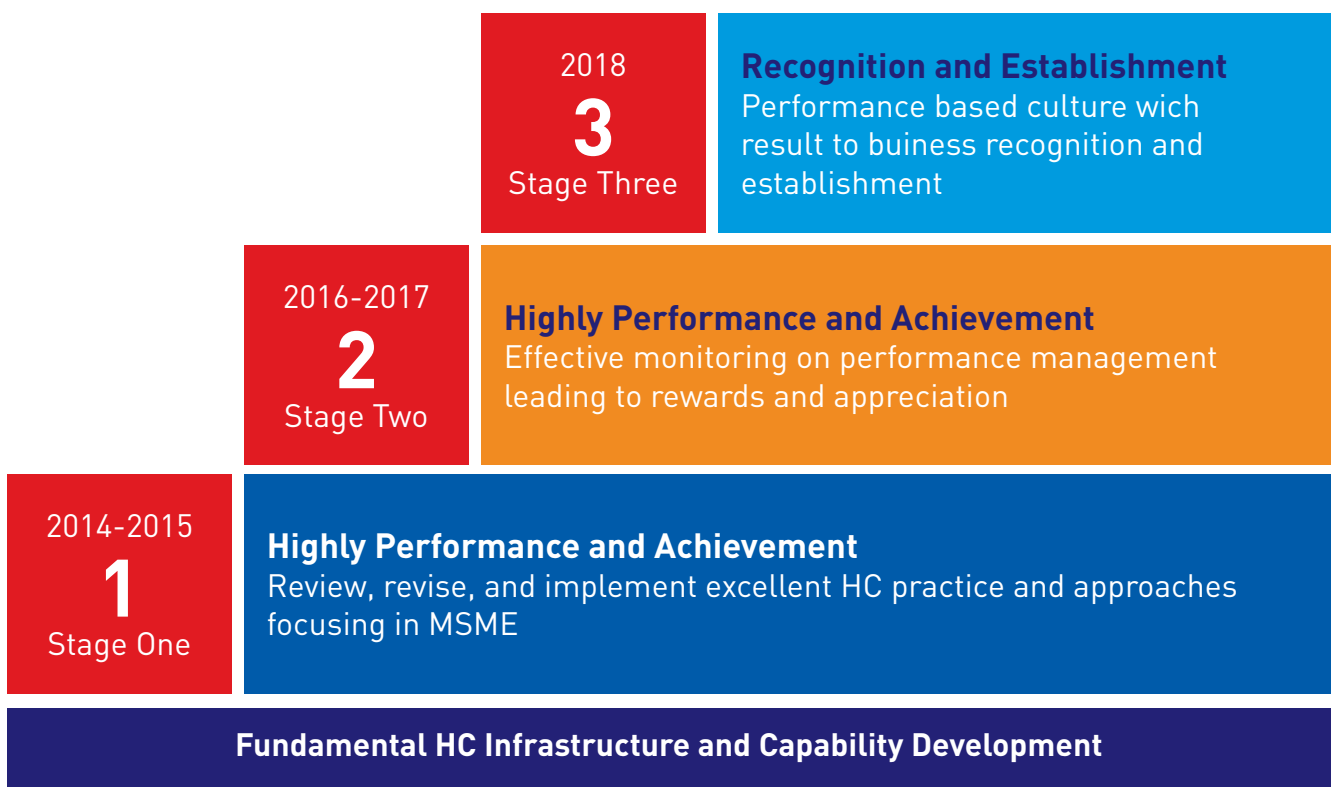 2018
3
Stage Three
Recognition and Establishment
Performance based culture wich
result to buiness recognition and
establishment
2016-2017
2
Stage Two
Highly Performance and Achievement
Effective monitoring on performance management
leading to rewards and appreciation
2014-2015
1
Stage One
Highly Performance and Achievement
Review, revise, and implement excellent HC practice and approaches
focusing in MSME
Fundamental HC Infrastructure and Capability Development